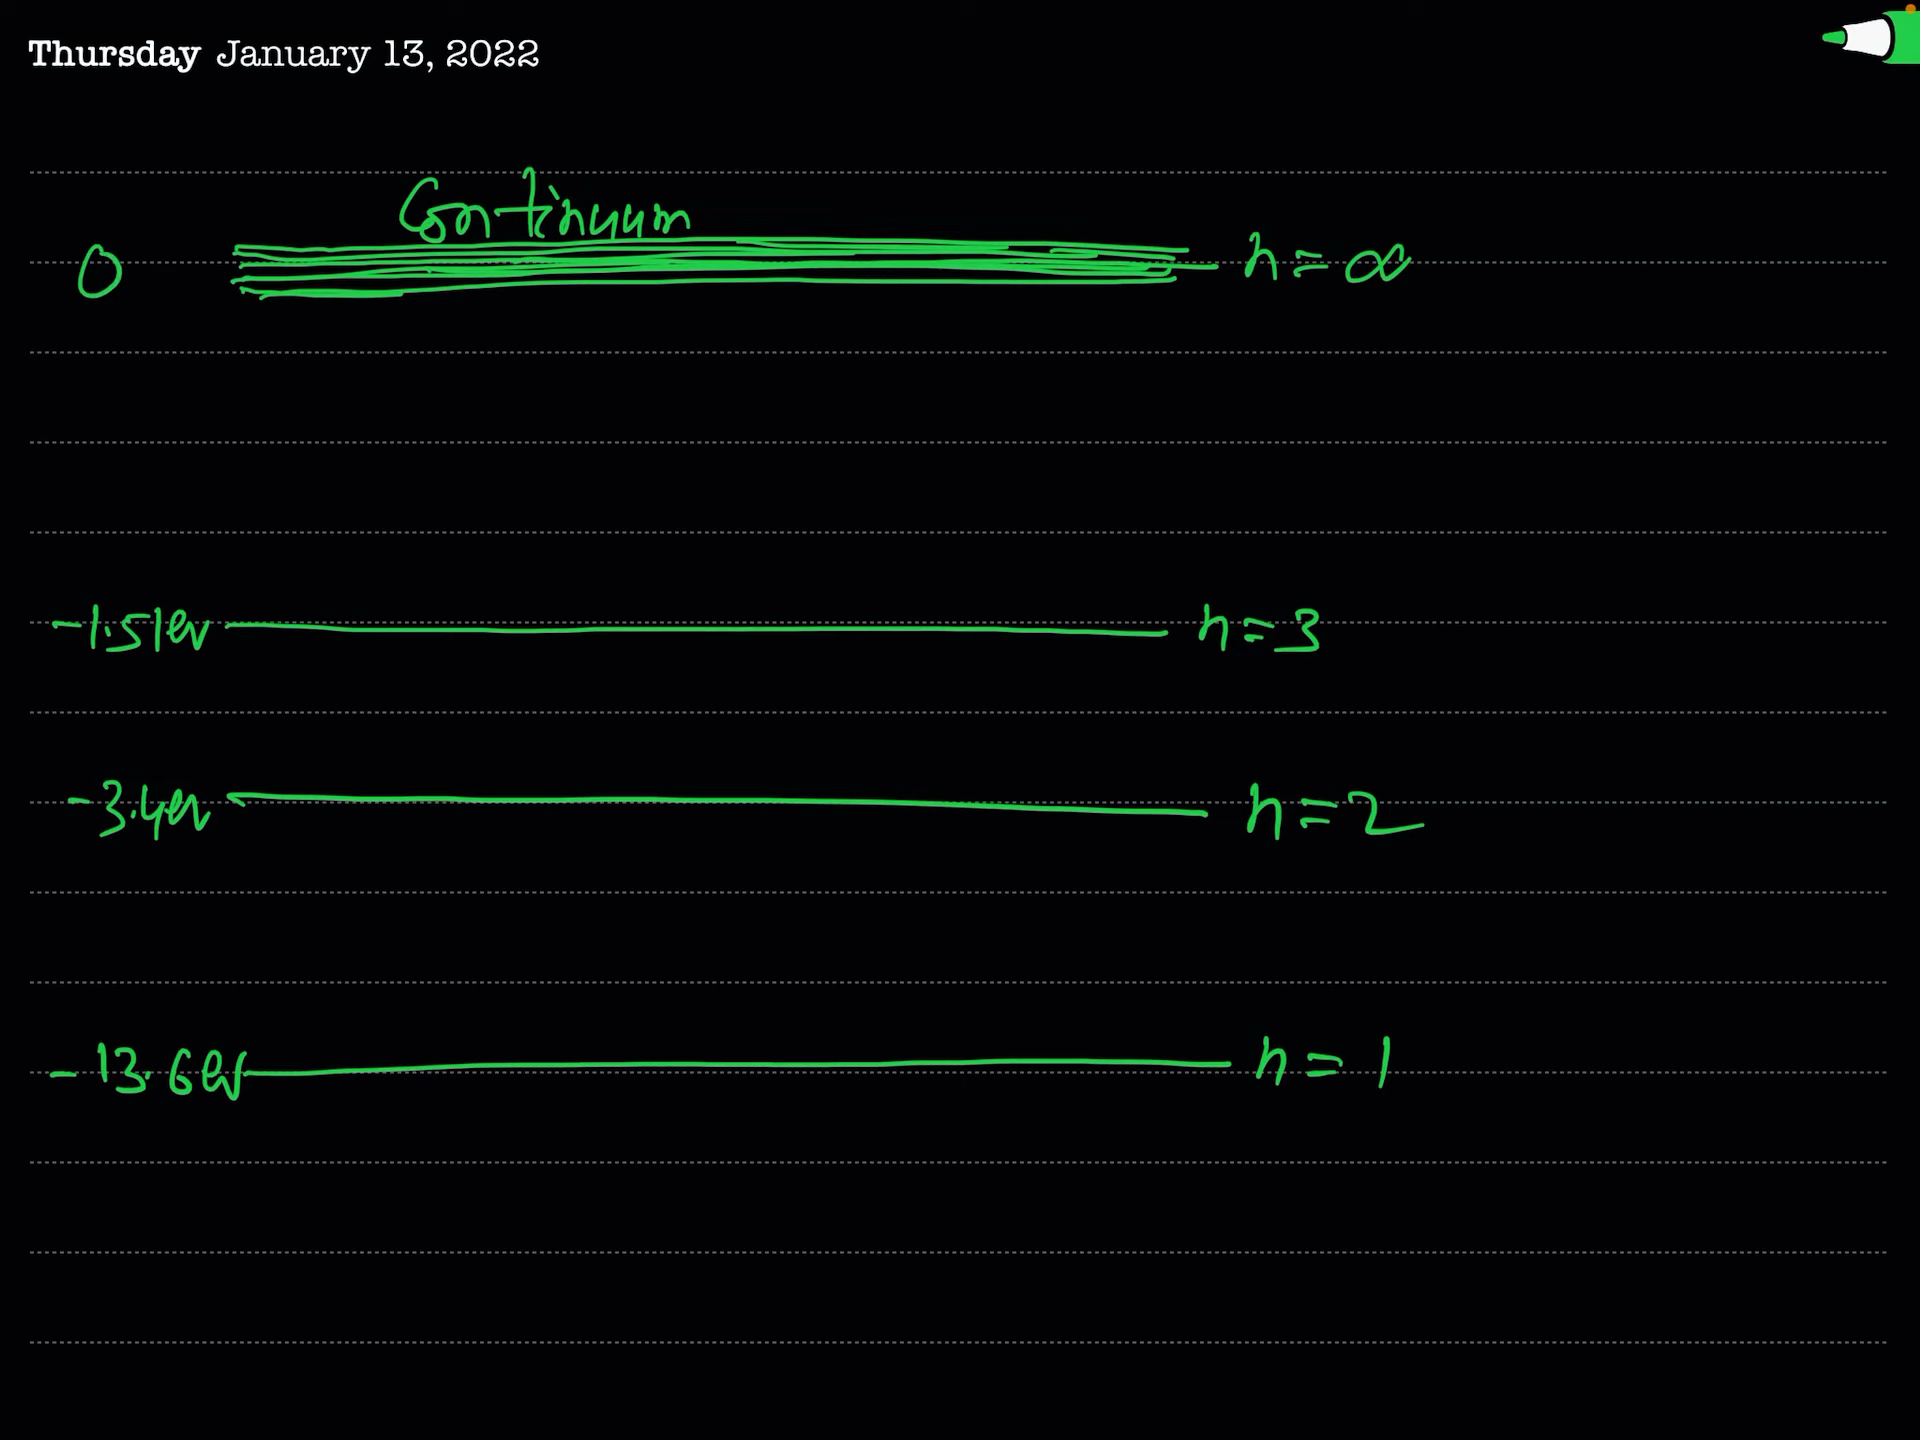 Thursday January 13, 2022
Continuum
0 n = ∞
-1.51ev n = 3
-3.4ev n = 2
-13.6ev n = 1